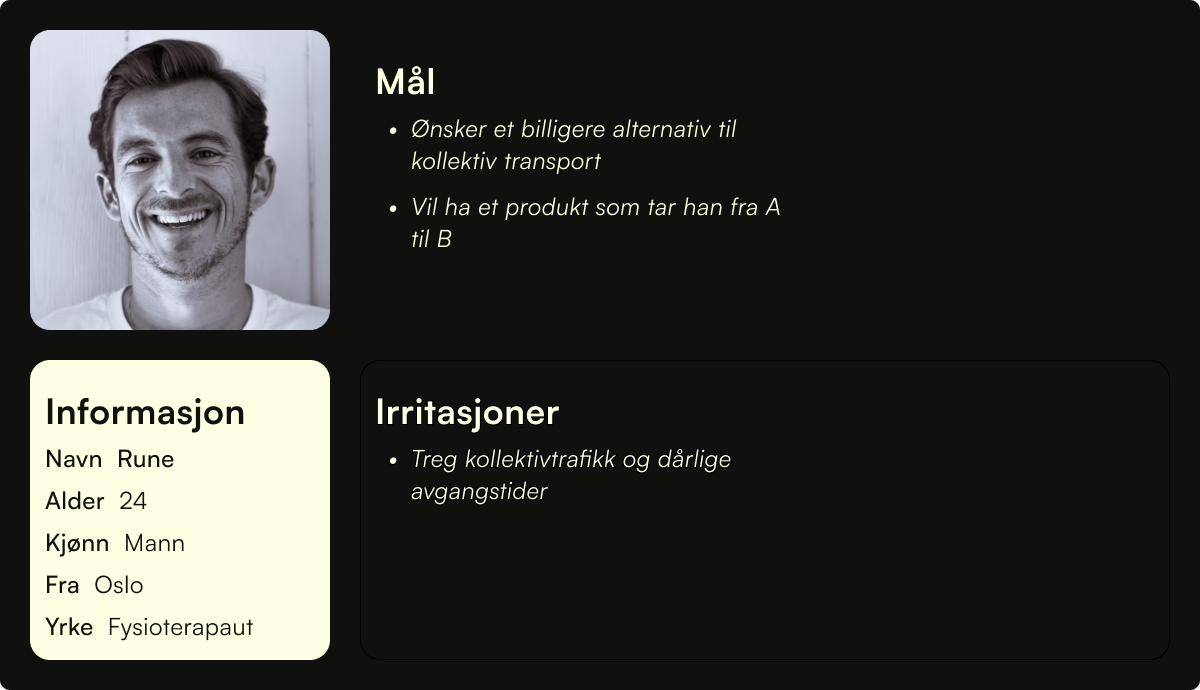 Mål
• Ønsker et billigere alternativ til
kollektiv transport
• Vil ha et produkt som tar han fra A
til B
Informasjon
Navn Rune
Alder 24
Kjønn Mann
Fra Oslo
Yrke Fysioterapaut
Irritasjoner
• Treg kollektivtrafikk og dårlige
avgangstider